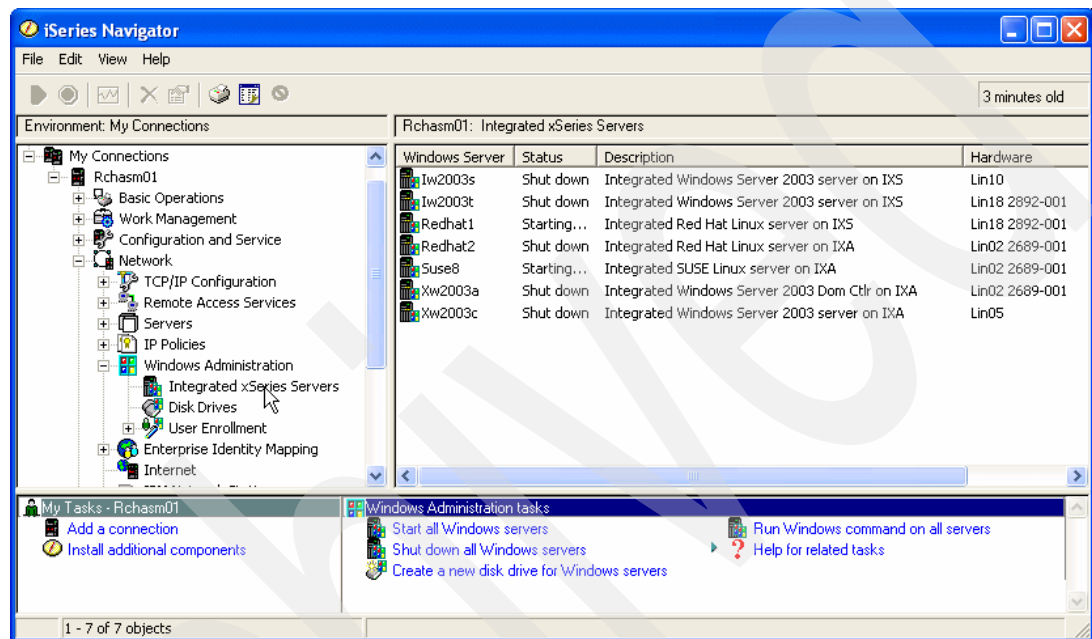 iSeries Navigator
File Edit View Help
3 minutes old
Environment: My Connections
Rchasm01: Integrated xSeries Servers
My Connections
Rchasm01
Basic Operations
Work Management
Configuration and Service
Network
TCP/IP Configuration
Remote Access Services
Servers
IP Policies
Windows Administration
Integrated xSeries Servers
Disk Drives
User Enrollment
Enterprise Identity Mapping
Internet
Windows Server Status Description Hardware
Iw2003s Shut down Integrated Windows Server 2003 server on IXS Lin10
Iw2003t Shut down Integrated Windows Server 2003 server on IXS Lin18 2892-001
Redhat1 Starting... Integrated Red Hat Linux server on IXS Lin18 2892-001
Redhat2 Shut down Integrated Red Hat Linux server on IXA Lin02 2689-001
Suse8 Starting... Integrated SUSE Linux server on IXA Lin02 2689-001
Xw2003a Shut down Integrated Windows Server 2003 Dom Ctlr on IXA Lin02 2689-001
Xw2003c Shut down Integrated Windows Server 2003 server on IXA Lin05
My Tasks - Rchasm01
Add a connection
Install additional components
Windows Administration tasks
Start all Windows servers
Shut down all Windows servers
Create a new disk drive for Windows servers
Run Windows command on all servers
Help for related tasks
1 - 7 of 7 objects